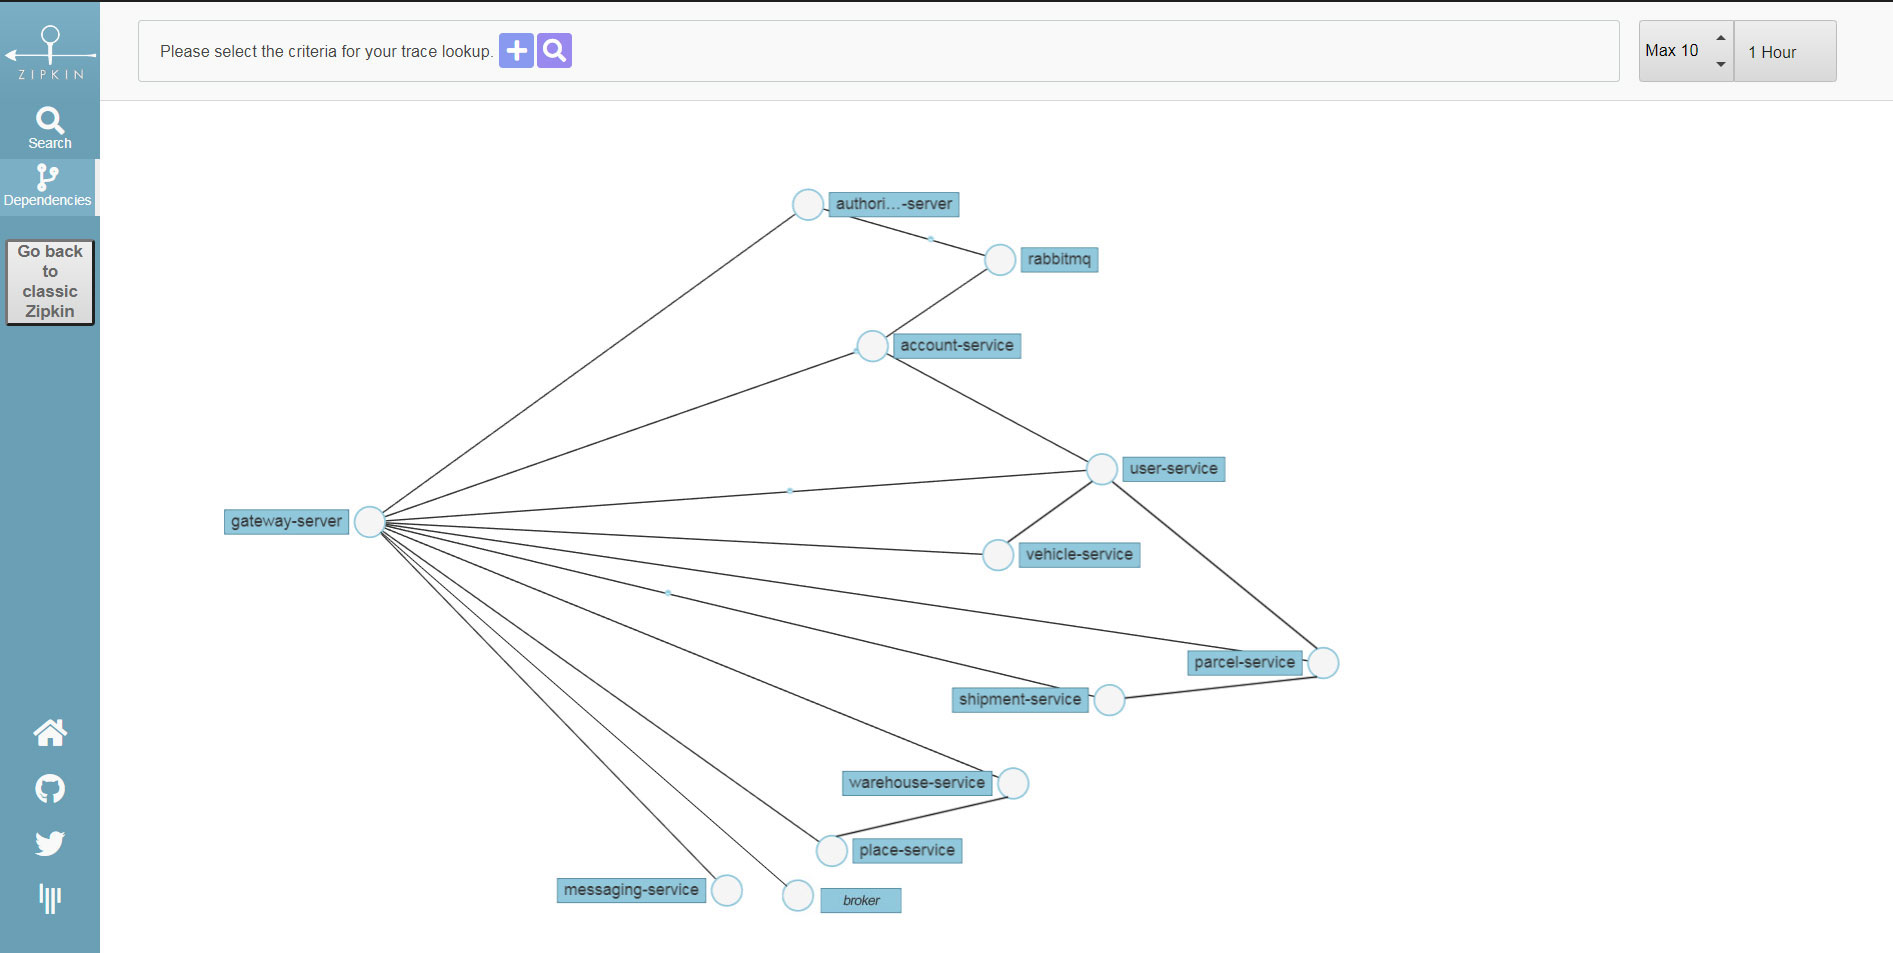 Please select the criteria for your trace lookup.
Max 10
1 Hour
ZIPKIN
Search
Dependencies
Go back
to
classic
Zipkin
authori...-server
rabbitmq
account-service
user-service
gateway-server
vehicle-service
parcel-service
shipment-service
warehouse-service
place-service
messaging-service
broker